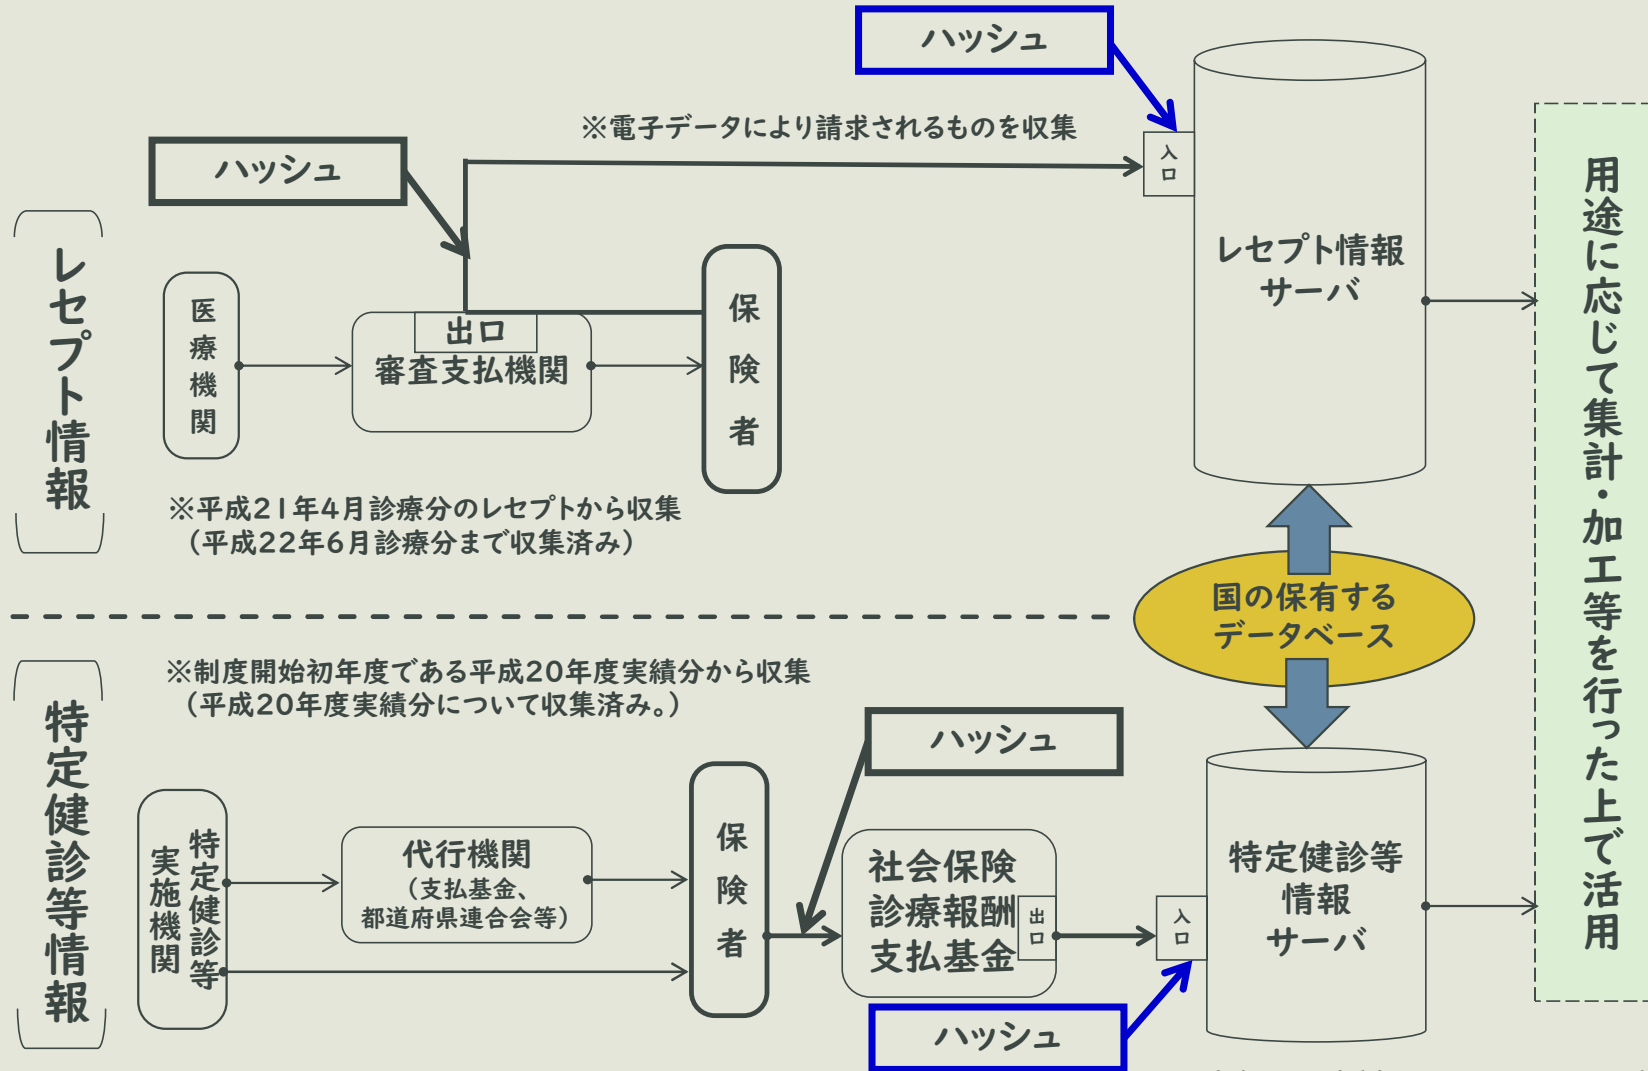 ハッシュ
※電子データにより請求されるものを収集
ハッシュ
入口
レセプト情報
サーバ
レセプト情報
医療機関
出口
審査支払機関
保険者
※平成21年4月診療分のレセプトから収集
（平成22年6月診療分まで収集済み）
国の保有する
データベース
用途に応じて集計・加工等を行った上で活用
※制度開始初年度である平成20年度実績分から収集
（平成20年度実績分について収集済み。）
特定健診等情報
特定健診等
実施機関
代行機関
（支払基金、
都道府県連合会等）
保険者
ハッシュ
社会保険
診療報酬
支払基金
出口
入口
特定健診等
情報
サーバ
ハッシュ